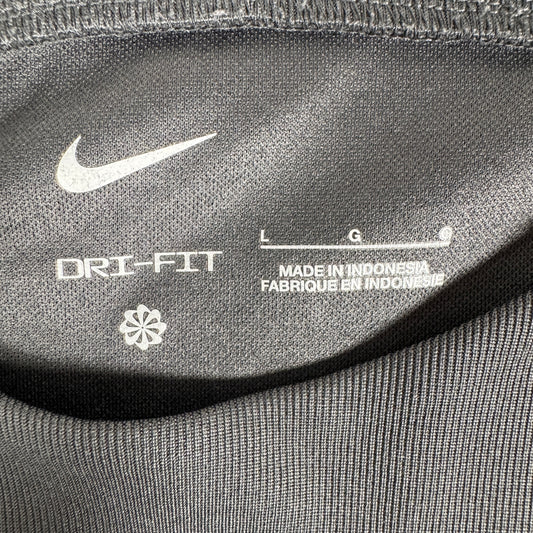 DRI-FIT
L G
MADE IN INDONESIA
FABRIQUE EN INDONESIE